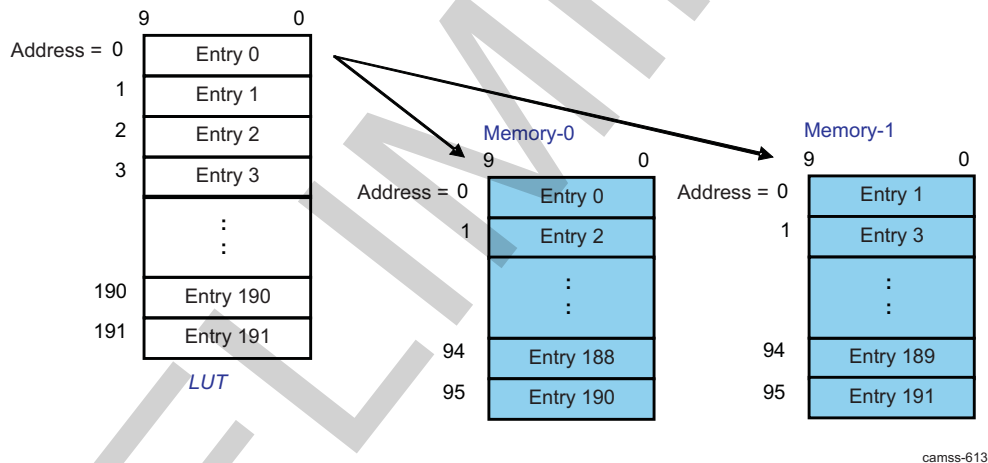 9 0
Address = 0 Entry 0
1 Entry 1
2 Entry 2
3 Entry 3
:
:
190 Entry 190
191 Entry 191
LUT
Memory-0
9 0
Address = 0 Entry 0
1 Entry 2
:
:
94 Entry 188
95 Entry 190
Memory-1
9 0
Address = 0 Entry 1
1 Entry 3
:
:
94 Entry 189
95 Entry 191
camss-613